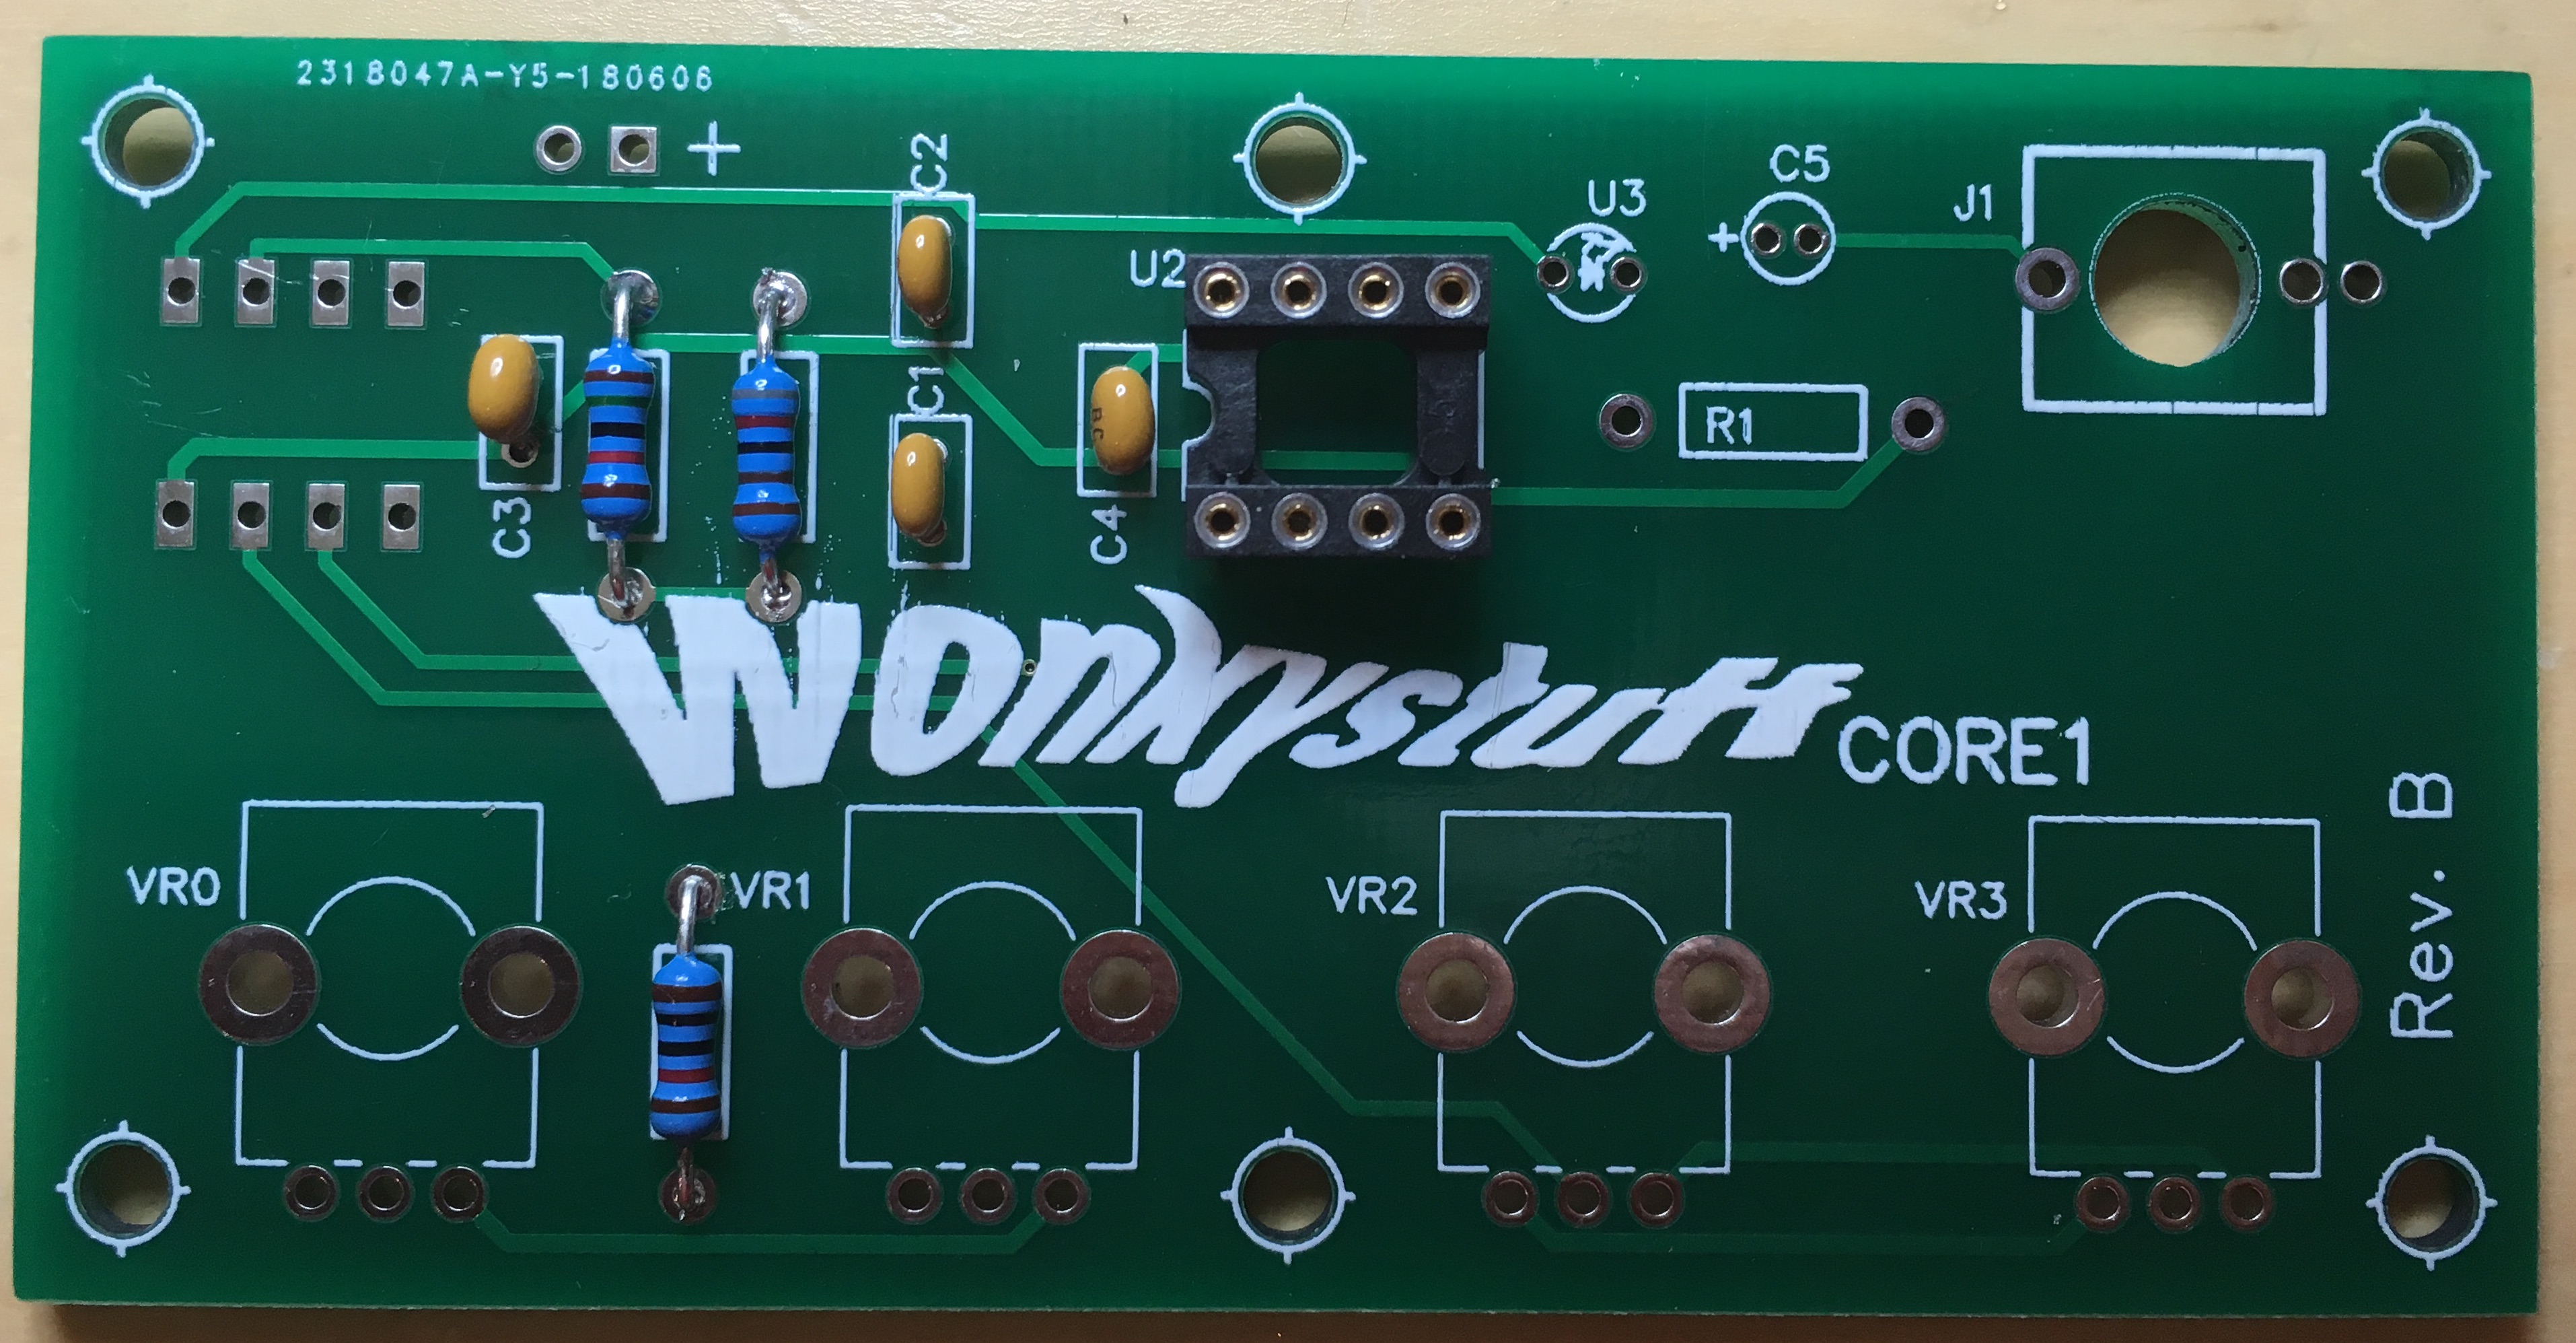 2318047A-Y5-180606
+
C2
U3
C5
+
J1
U2
C1
R1
C3
C4
Wonkystuff CORE1
Rev. B
VR0
VR1
VR2
VR3